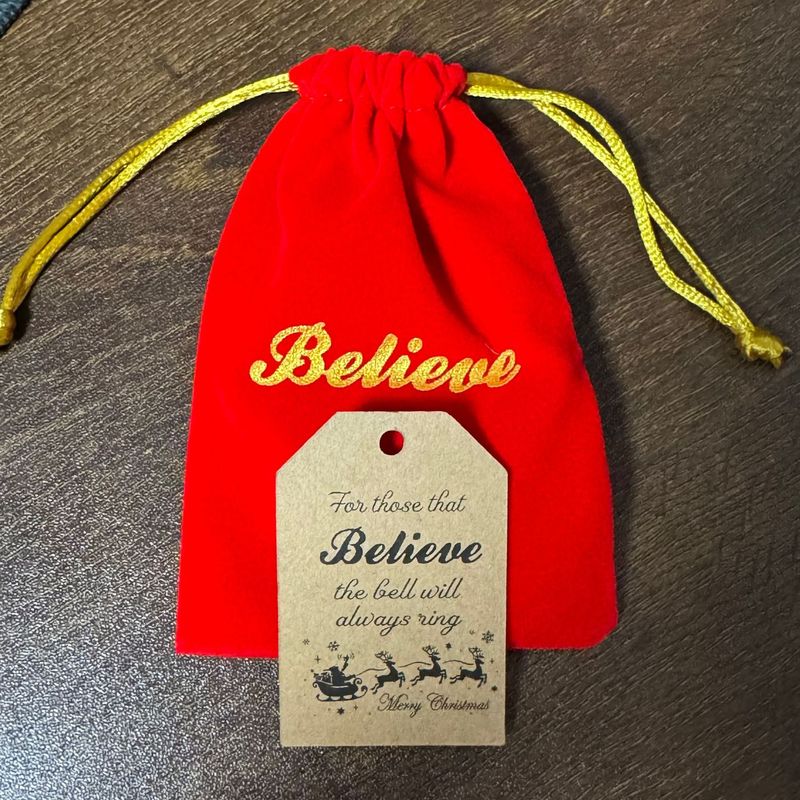 Believe
For those that
Believe
the bell will
always ring
Merry Christmas